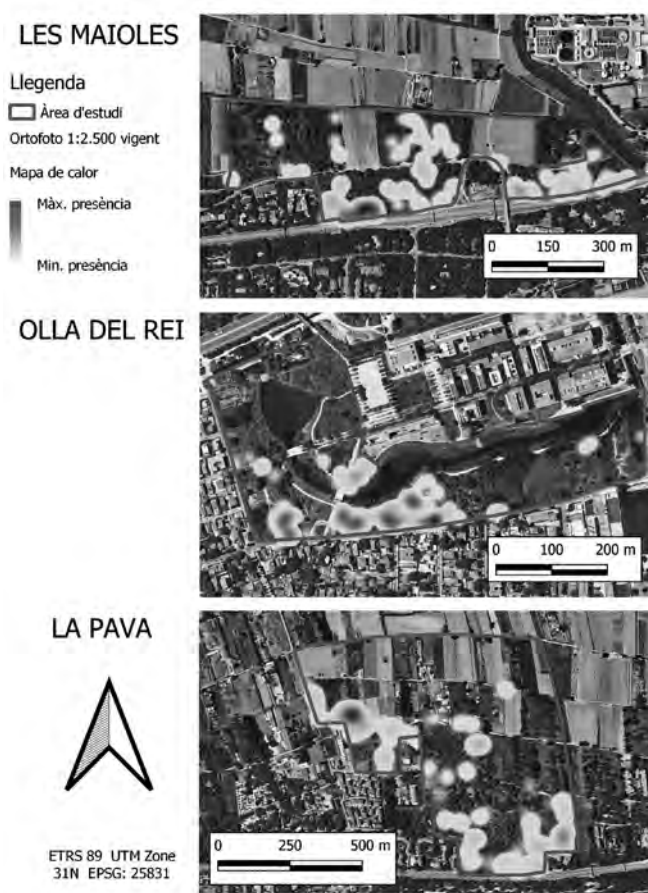 LES MAIOLES
Llegenda
Àrea d'estudi
Ortofoto 1:2.500 vigent
Mapa de calor
Màx. presència
Min. presència
0 150 300 m
OLLA DEL REI
0 100 200 m
LA PAVA
0 250 500 m
ETRS 89 UTM Zone
31N EPSG: 25831